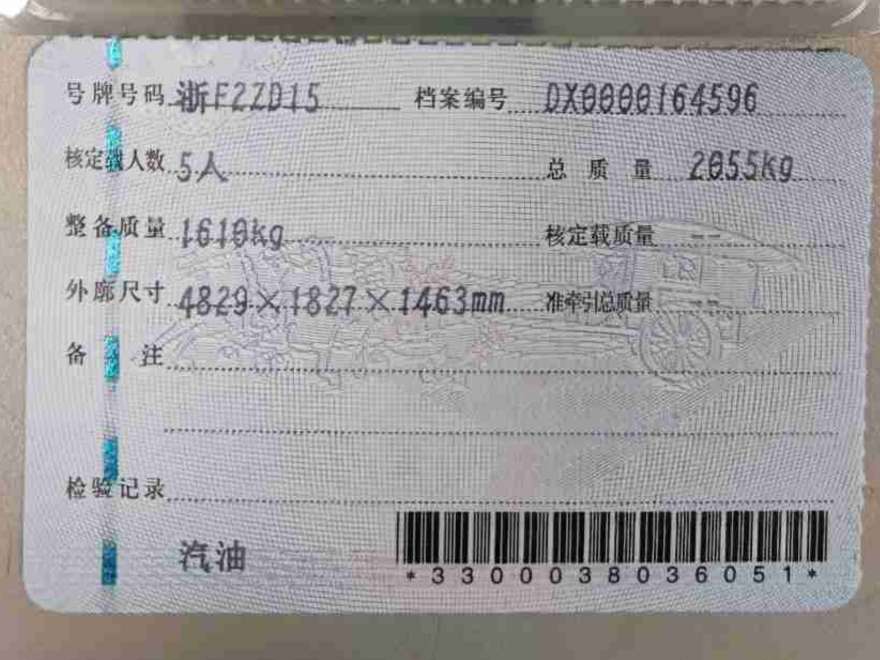 号牌号码 浙F2ZD15 档案编号 DX0000164596
核定载人数 5人 总质量 2055kg
整备质量 1610kg 核定载质量 --
外廓尺寸 4829×1827×1463mm 准牵引总质量 --
备注
检验记录
汽油
*3300038036051*